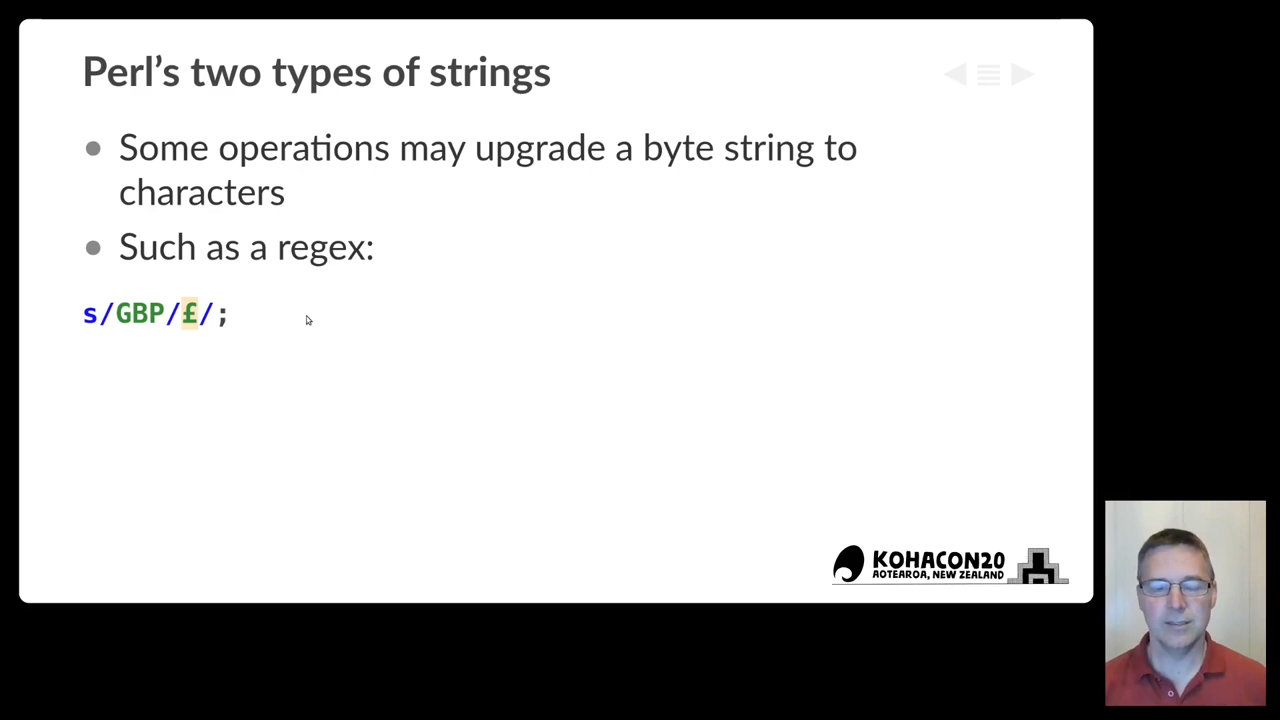 Perl’s two types of strings
Some operations may upgrade a byte string to
characters
Such as a regex:
s/GBP/£/;
KOHACON20
AOTEAROA, NEW ZEALAND